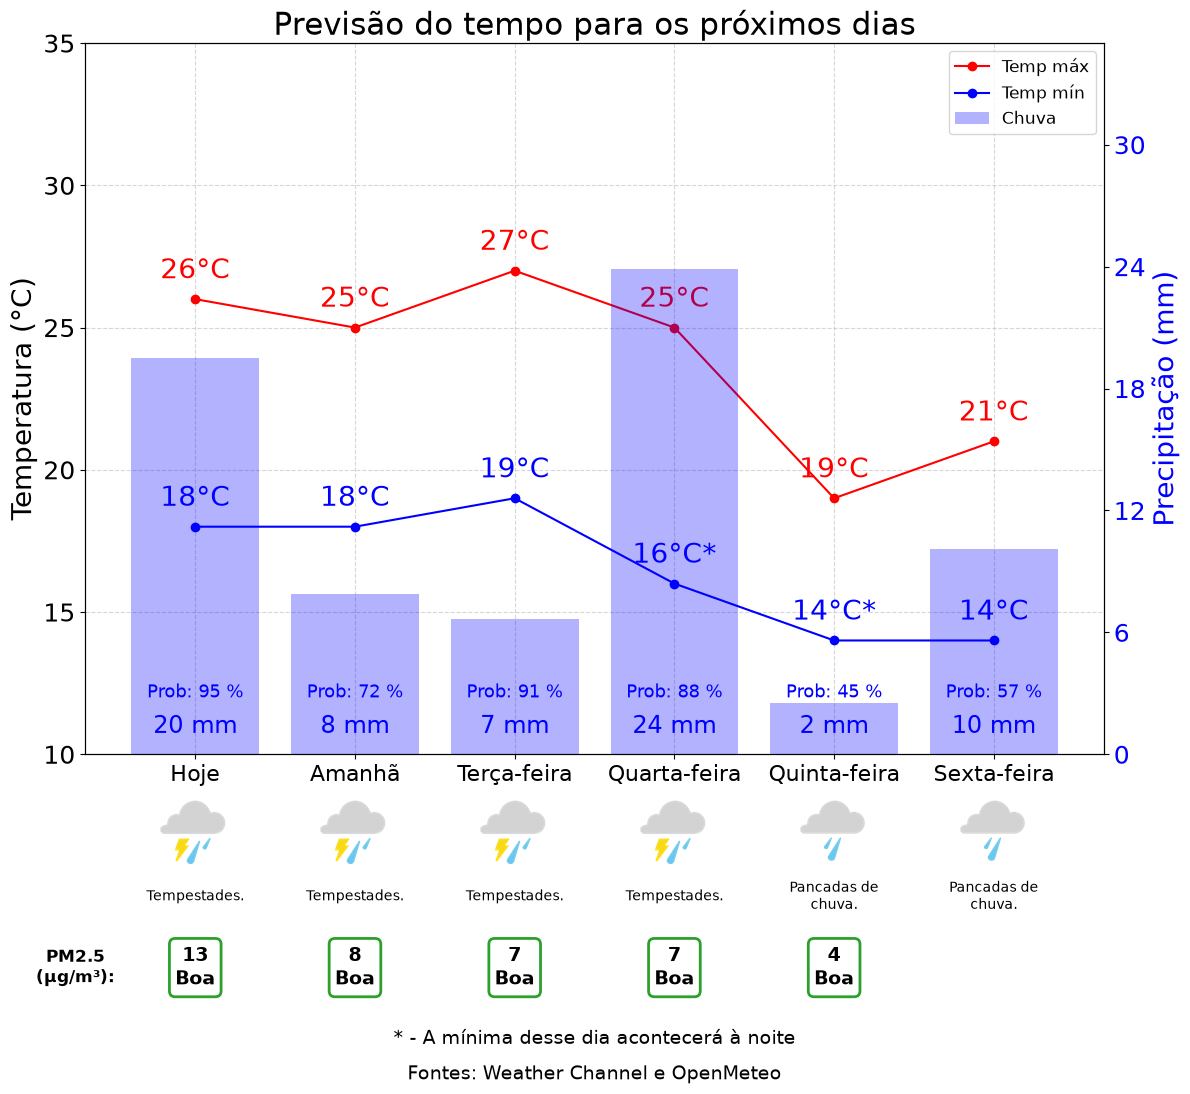 Previsão do tempo para os próximos dias
Temp máx
Temp mín
Chuva
Temperatura (°C)
35
30
25
20
15
10
Precipitação (mm)
30
24
18
12
6
0
26°C
25°C
27°C
25°C
19°C
21°C
18°C
18°C
19°C
16°C*
14°C*
14°C
Prob: 95 %
Prob: 72 %
Prob: 91 %
Prob: 88 %
Prob: 45 %
Prob: 57 %
20 mm
8 mm
7 mm
24 mm
2 mm
10 mm
Hoje
Amanhã
Terça-feira
Quarta-feira
Quinta-feira
Sexta-feira
Tempestades.
Tempestades.
Tempestades.
Tempestades.
Pancadas de
chuva.
Pancadas de
chuva.
PM2.5
(µg/m³):
13
Boa
8
Boa
7
Boa
7
Boa
4
Boa
* - A mínima desse dia acontecerá à noite
Fontes: Weather Channel e OpenMeteo